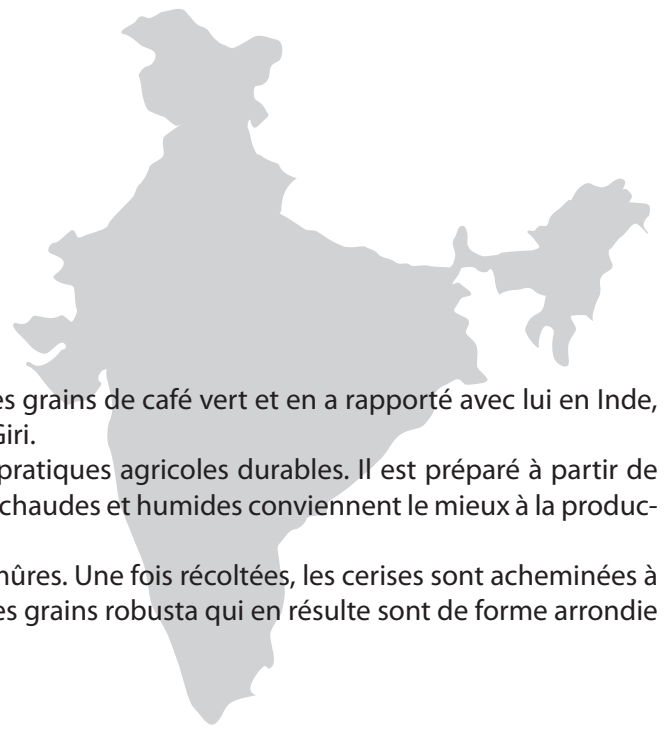 es grains de café vert et en a rapporté avec lui en Inde,
Giri.
pratiques agricoles durables. Il est préparé à partir de
chaudes et humides conviennent le mieux à la produc-
mûres. Une fois récoltées, les cerises sont acheminées à
es grains robusta qui en résulte sont de forme arrondie